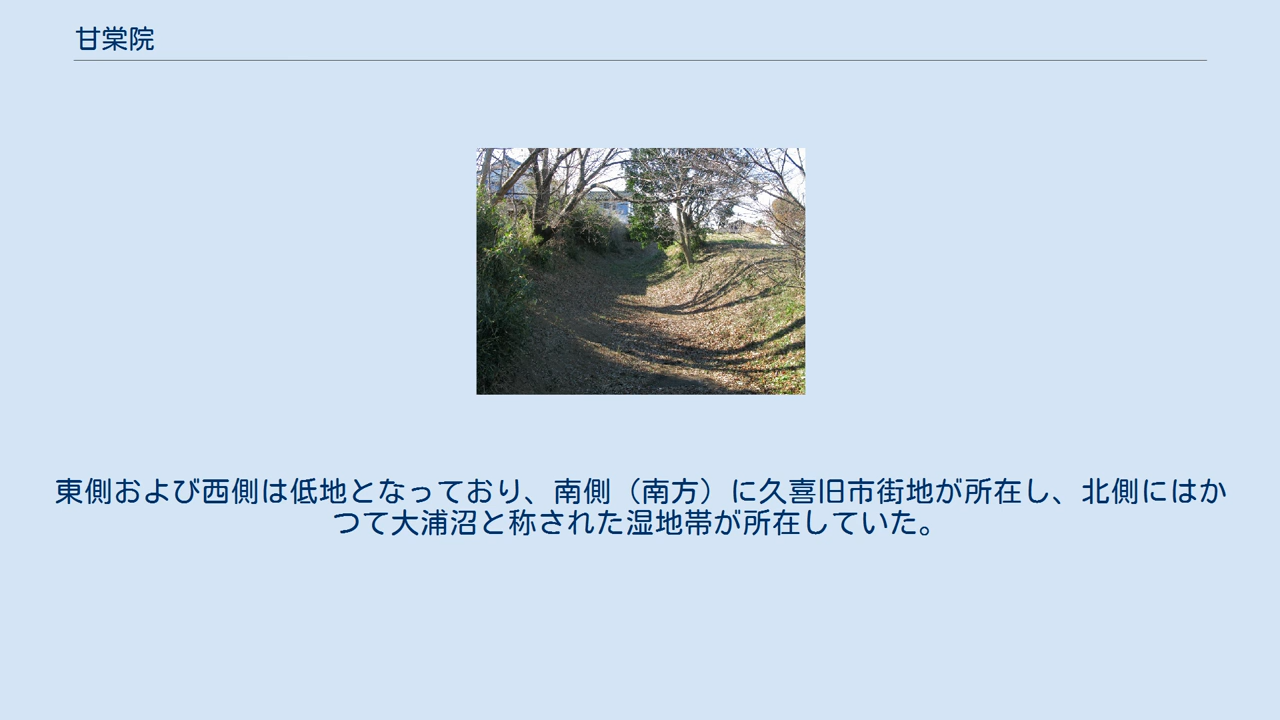 甘棠院
東側および西側は低地となっており、南側（南方）に久喜旧市街地が所在し、北側にはか
つて大浦沼と称された湿地帯が所在していた。